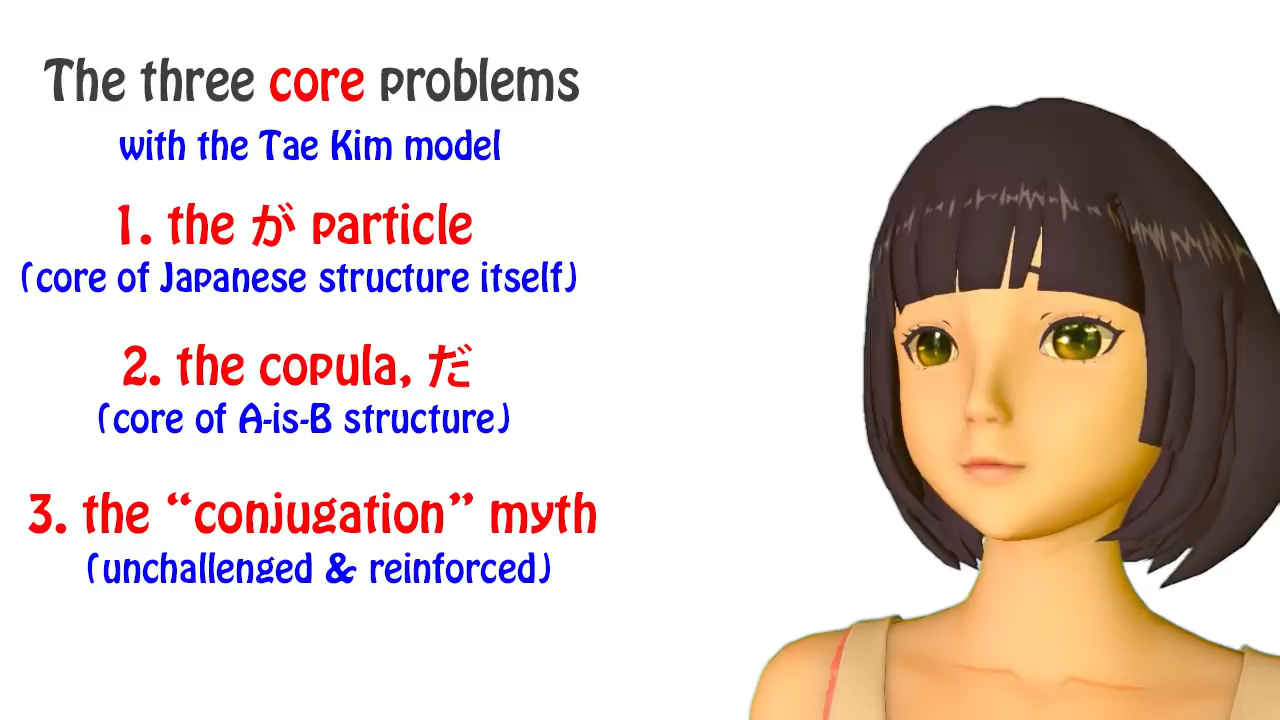 The three core problems
with the Tae Kim model
1. the が particle
(core of Japanese structure itself)
2. the copula, だ
(core of A-is-B structure)
3. the “conjugation” myth
(unchallenged & reinforced)